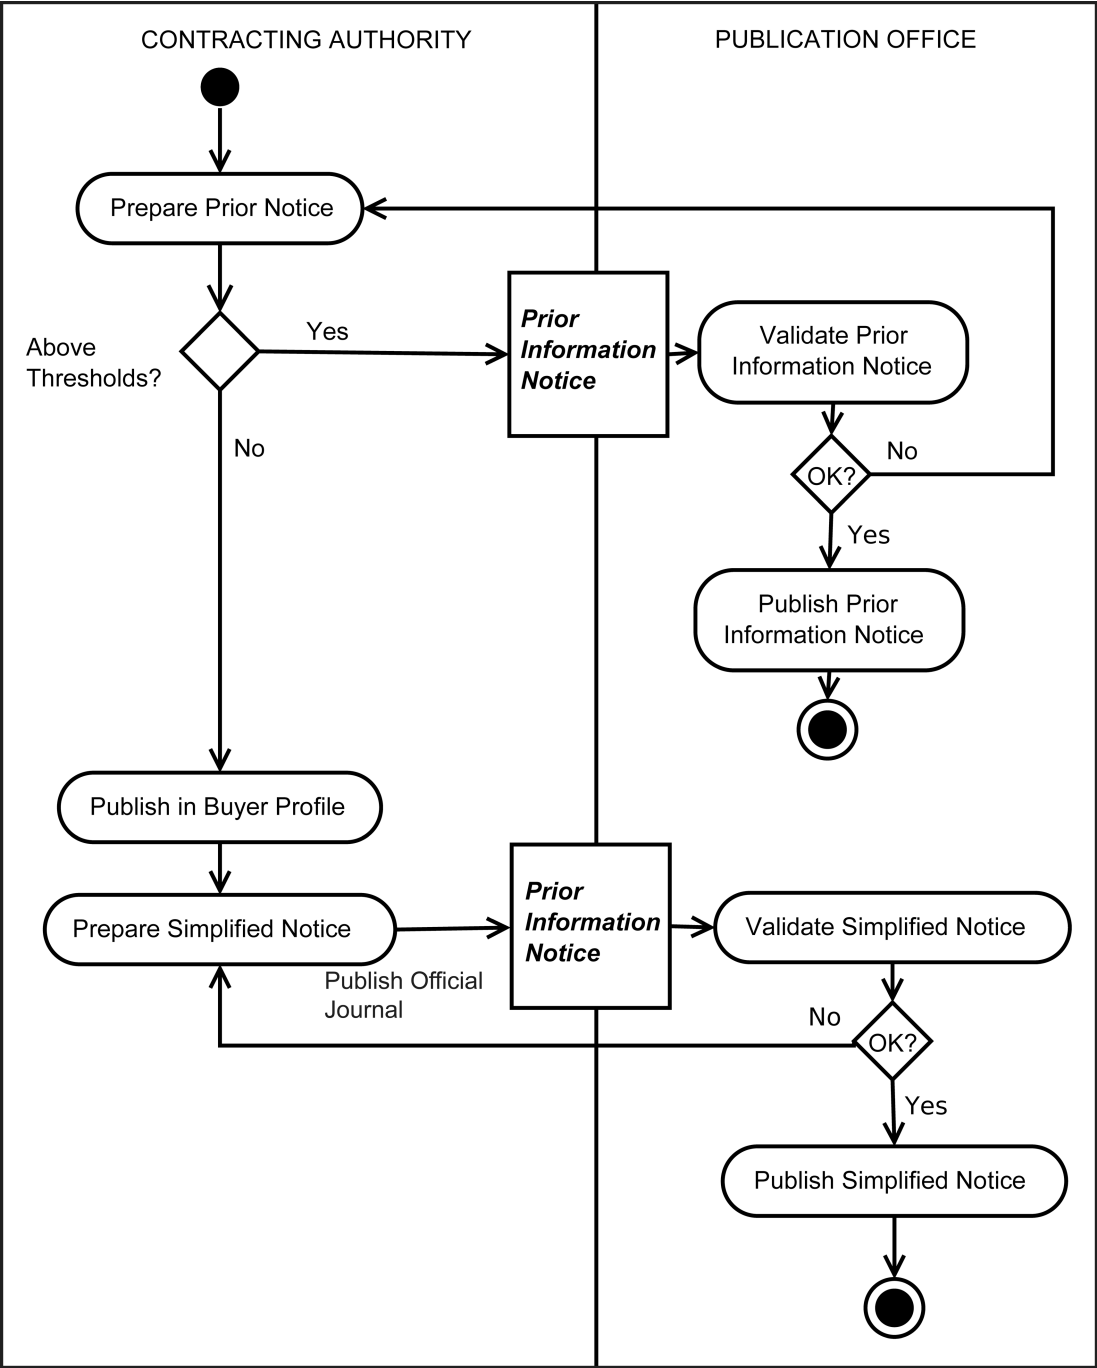 CONTRACTING AUTHORITY
PUBLICATION OFFICE
Prepare Prior Notice
Above
Thresholds?
Yes
No
Prior
Information
Notice
Validate Prior
Information Notice
OK?
No
Yes
Publish Prior
Information Notice
Publish in Buyer Profile
Prepare Simplified Notice
Publish Official
Journal
Prior
Information
Notice
Validate Simplified Notice
No
OK?
Yes
Publish Simplified Notice